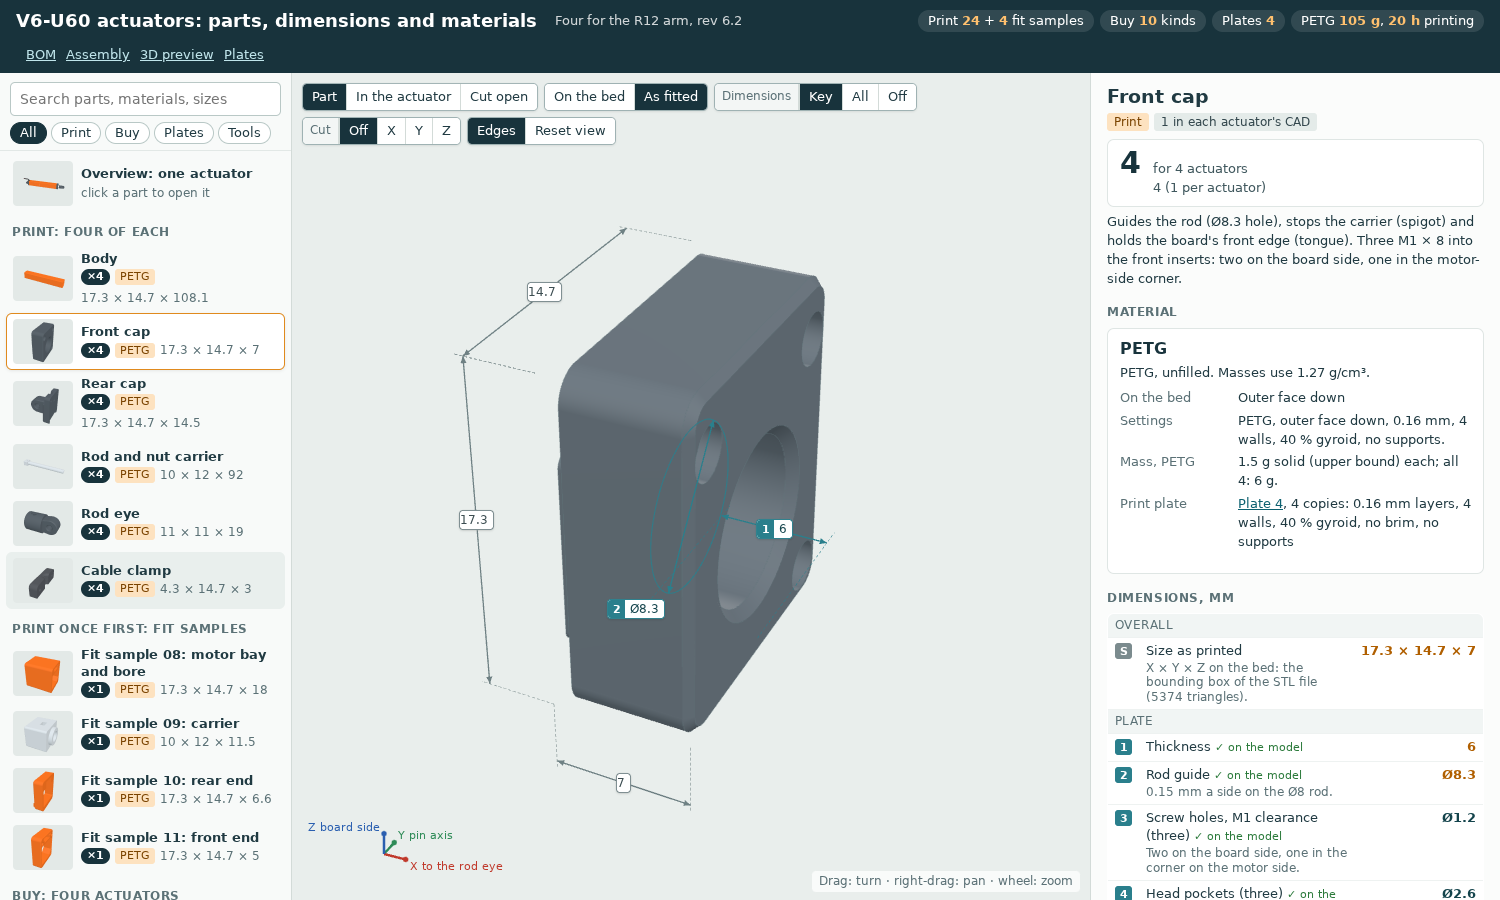 V6-U60 actuators: parts, dimensions and materials
Four for the R12 arm, rev 6.2
Print 24 + 4 fit samples
Buy 10 kinds
Plates 4
PETG 105 g, 20 h printing
BOM
Assembly
3D preview
Plates
Search parts, materials, sizes
All
Print
Buy
Plates
Tools
Overview: one actuator
click a part to open it
PRINT: FOUR OF EACH
Body
×4 PETG
17.3 × 14.7 × 108.1
Front cap
×4 PETG 17.3 × 14.7 × 7
Rear cap
×4 PETG
17.3 × 14.7 × 14.5
Rod and nut carrier
×4 PETG 10 × 12 × 92
Rod eye
×4 PETG 11 × 11 × 19
Cable clamp
×4 PETG 4.3 × 14.7 × 3
PRINT ONCE FIRST: FIT SAMPLES
Fit sample 08: motor bay
and bore
×1 PETG 17.3 × 14.7 × 18
Fit sample 09: carrier
×1 PETG 10 × 12 × 11.5
Fit sample 10: rear end
×1 PETG 17.3 × 14.7 × 6.6
Fit sample 11: front end
×1 PETG 17.3 × 14.7 × 5
BUY: FOUR ACTUATORS
Part
In the actuator
Cut open
On the bed
As fitted
Dimensions
Key
All
Off
Cut
Off
X
Y
Z
Edges
Reset view
14.7
17.3
1 6
2 Ø8.3
7
Z board side
Y pin axis
X to the rod eye
Drag: turn · right-drag: pan · wheel: zoom
Front cap
Print
1 in each actuator's CAD
4
for 4 actuators
4 (1 per actuator)
Guides the rod (Ø8.3 hole), stops the carrier (spigot) and
holds the board's front edge (tongue). Three M1 × 8 into
the front inserts: two on the board side, one in the motor-
side corner.
MATERIAL
PETG
PETG, unfilled. Masses use 1.27 g/cm³.
On the bed
Outer face down
Settings
PETG, outer face down, 0.16 mm, 4
walls, 40 % gyroid, no supports.
Mass, PETG
1.5 g solid (upper bound) each; all
4: 6 g.
Print plate
Plate 4, 4 copies: 0.16 mm layers, 4
walls, 40 % gyroid, no brim, no
supports
DIMENSIONS, MM
OVERALL
S Size as printed 17.3 × 14.7 × 7
X × Y × Z on the bed: the
bounding box of the STL file
(5374 triangles).
PLATE
1 Thickness ✓ on the model 6
2 Rod guide ✓ on the model Ø8.3
0.15 mm a side on the Ø8 rod.
3 Screw holes, M1 clearance Ø1.2
(three) ✓ on the model
Two on the board side, one in the
corner on the motor side.
4 Head pockets (three) ✓ on the Ø2.6